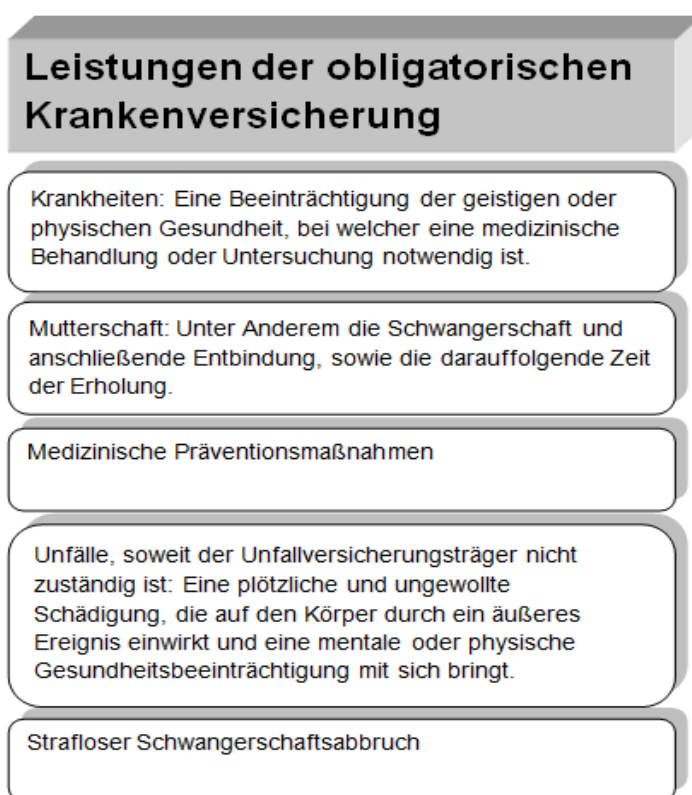 Leistungen der obligatorischen
Krankenversicherung
Krankheiten: Eine Beeinträchtigung der geistigen oder
physischen Gesundheit, bei welcher eine medizinische
Behandlung oder Untersuchung notwendig ist.
Mutterschaft: Unter Anderem die Schwangerschaft und
anschließende Entbindung, sowie die darauffolgende Zeit
der Erholung.
Medizinische Präventionsmaßnahmen
Unfälle, soweit der Unfallversicherungsträger nicht
zuständig ist: Eine plötzliche und ungewollte
Schädigung, die auf den Körper durch ein äußeres
Ereignis einwirkt und eine mentale oder physische
Gesundheitsbeeinträchtigung mit sich bringt.
Strafloser Schwangerschaftsabbruch